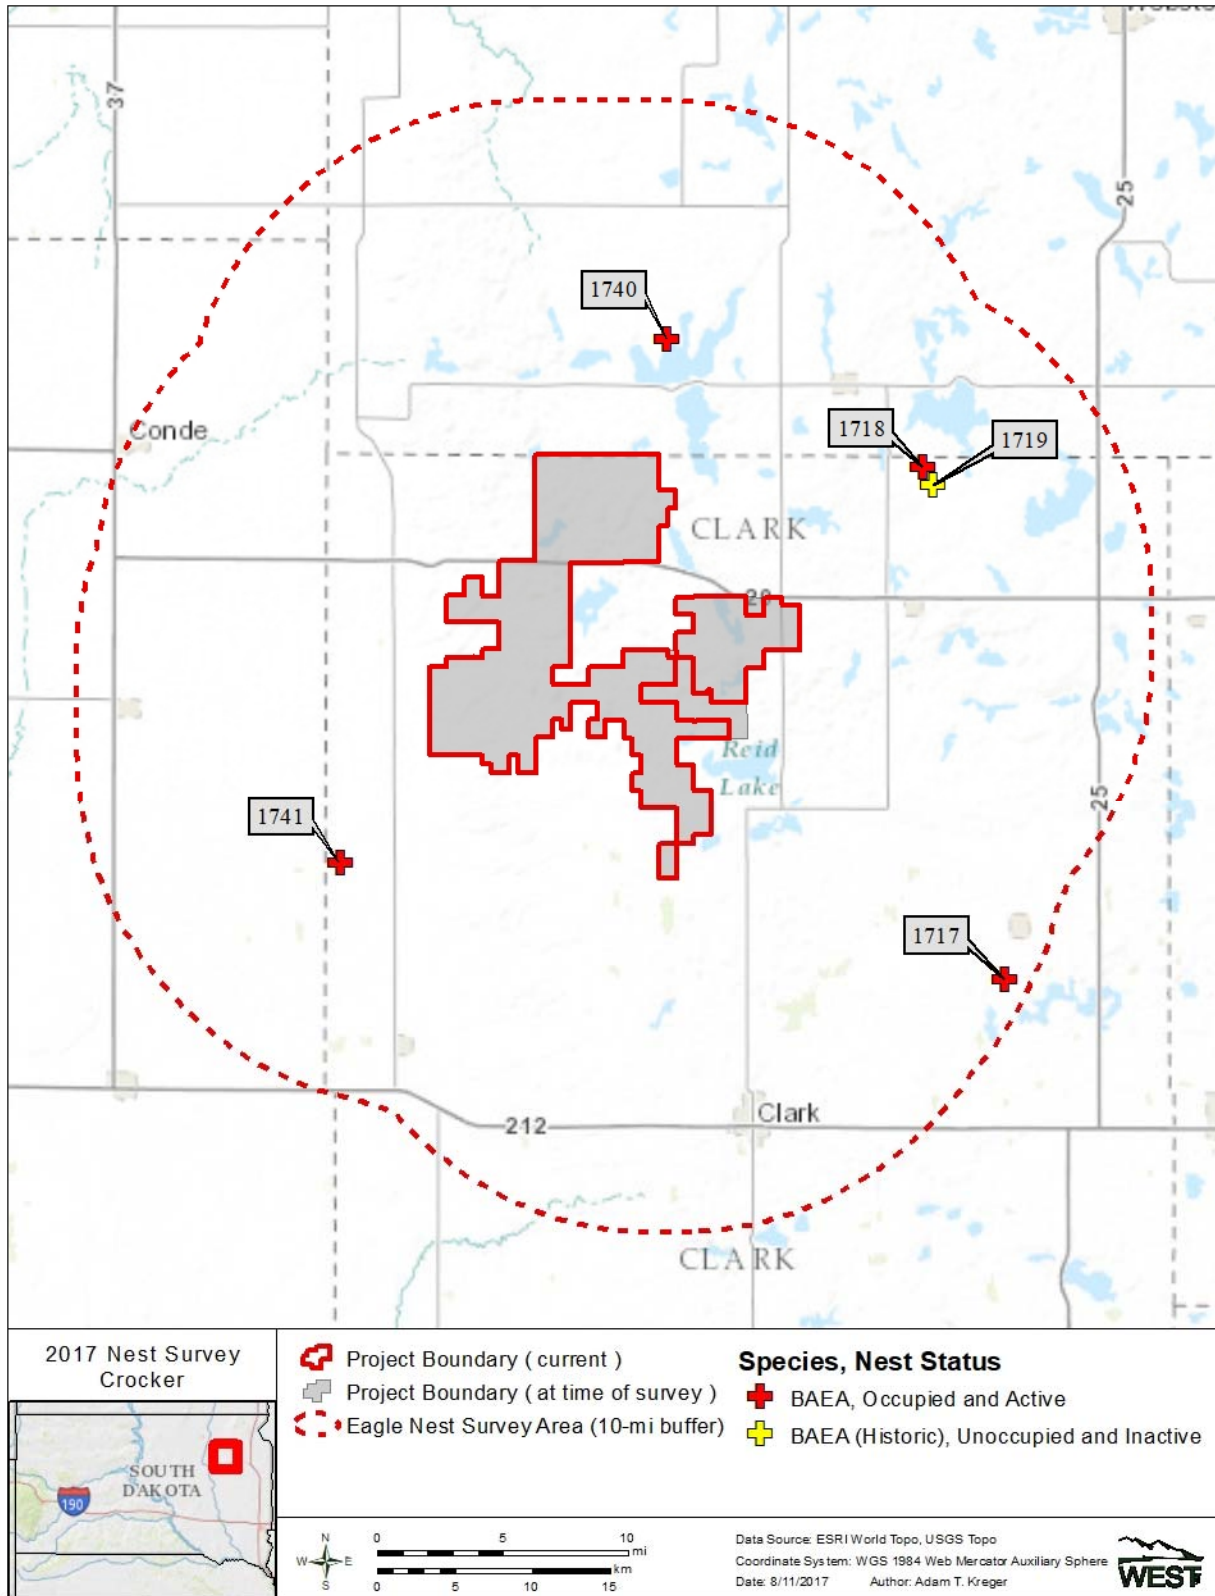 37
25
1740
Conde
1718
1719
CLARK
20
Reid
Lake
1741
25
1717
Clark
212
CLARK
2017 Nest Survey
Crocker
SOUTH
DAKOTA
190
Project Boundary ( current )
Project Boundary ( at time of survey )
Eagle Nest Survey Area (10-mi buffer)
Species, Nest Status
BAEA, Occupied and Active
BAEA (Historic), Unoccupied and Inactive
N
W E
S
0 5 10
mi
km
0 5 10 15
Data Source: ESRI World Topo, USGS Topo
Coordinate System: WGS 1984 Web Mercator Auxiliary Sphere
Date: 8/11/2017 Author: Adam T. Kreger
WEST